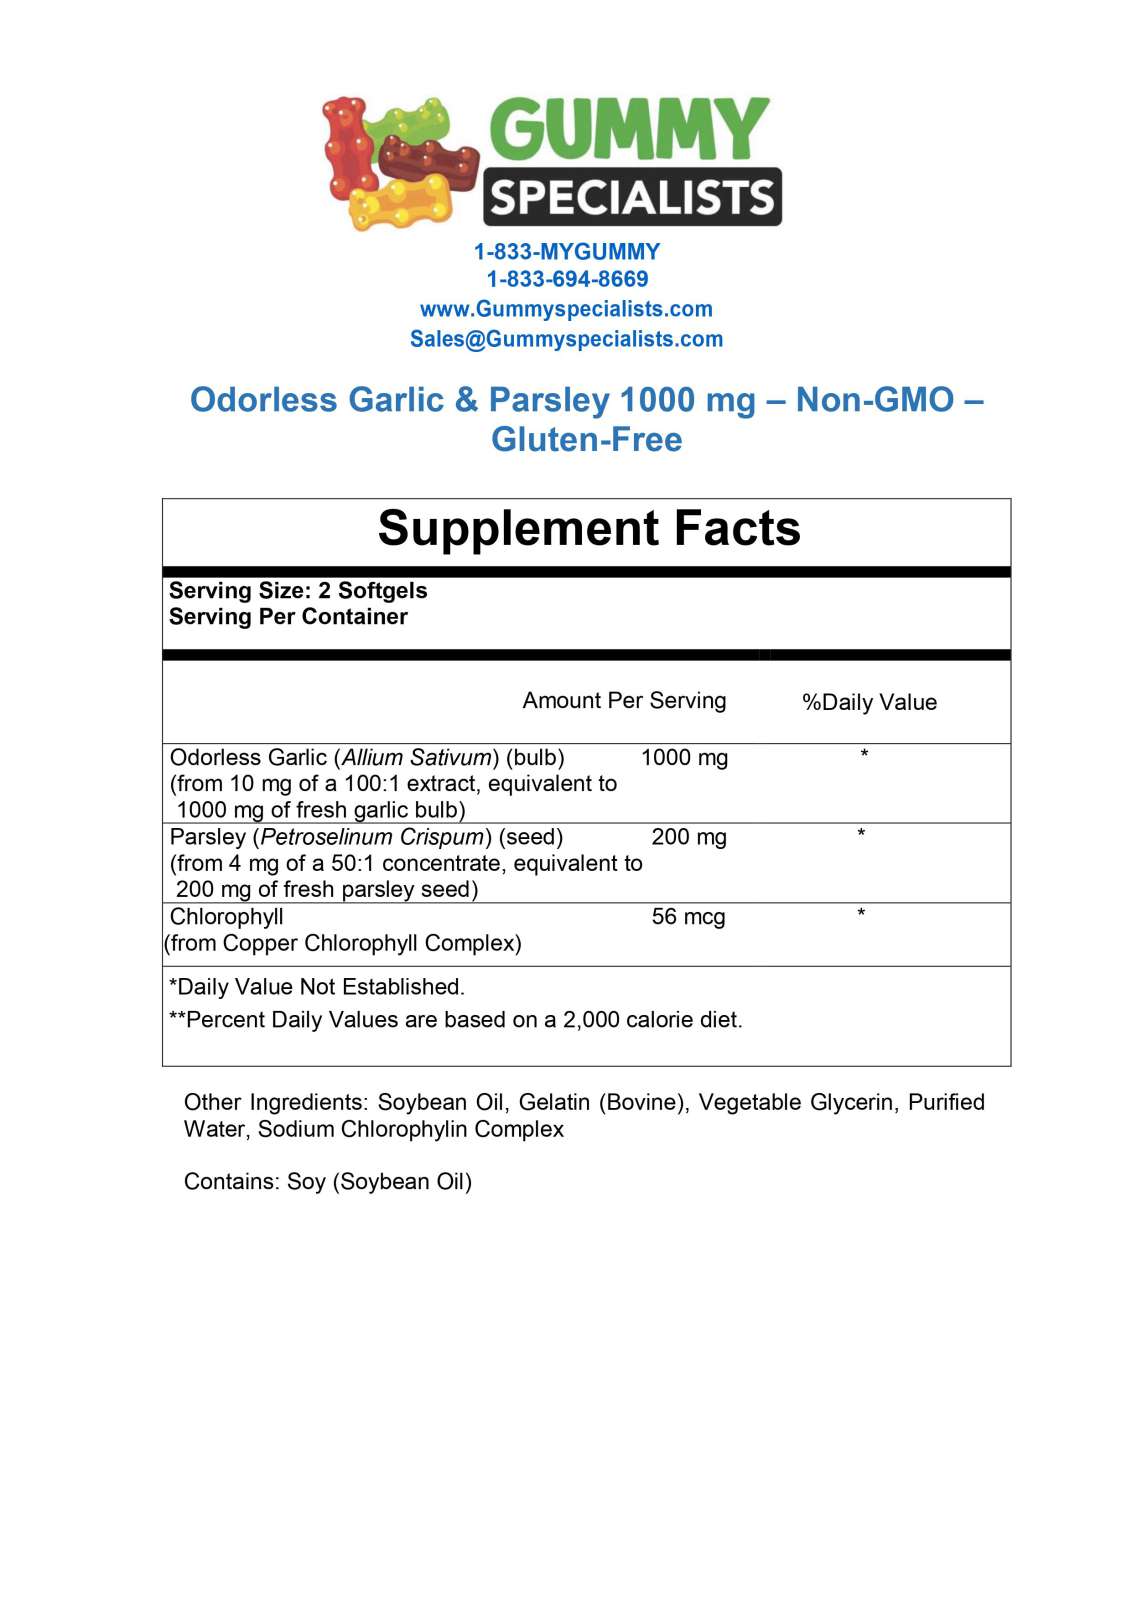 GUMMY
SPECIALISTS
1-833-MYGUMMY
1-833-694-8669
www.Gummyspecialists.com
Sales@Gummyspecialists.com
Odorless Garlic & Parsley 1000 mg – Non-GMO –
Gluten-Free
Supplement Facts
Serving Size: 2 Softgels
Serving Per Container
Amount Per Serving %Daily Value
Odorless Garlic (Allium Sativum) (bulb) 1000 mg *
(from 10 mg of a 100:1 extract, equivalent to
1000 mg of fresh garlic bulb)
Parsley (Petroselinum Crispum) (seed) 200 mg *
(from 4 mg of a 50:1 concentrate, equivalent to
200 mg of fresh parsley seed)
Chlorophyll 56 mcg *
(from Copper Chlorophyll Complex)
*Daily Value Not Established.
**Percent Daily Values are based on a 2,000 calorie diet.
Other Ingredients: Soybean Oil, Gelatin (Bovine), Vegetable Glycerin, Purified
Water, Sodium Chlorophylin Complex
Contains: Soy (Soybean Oil)